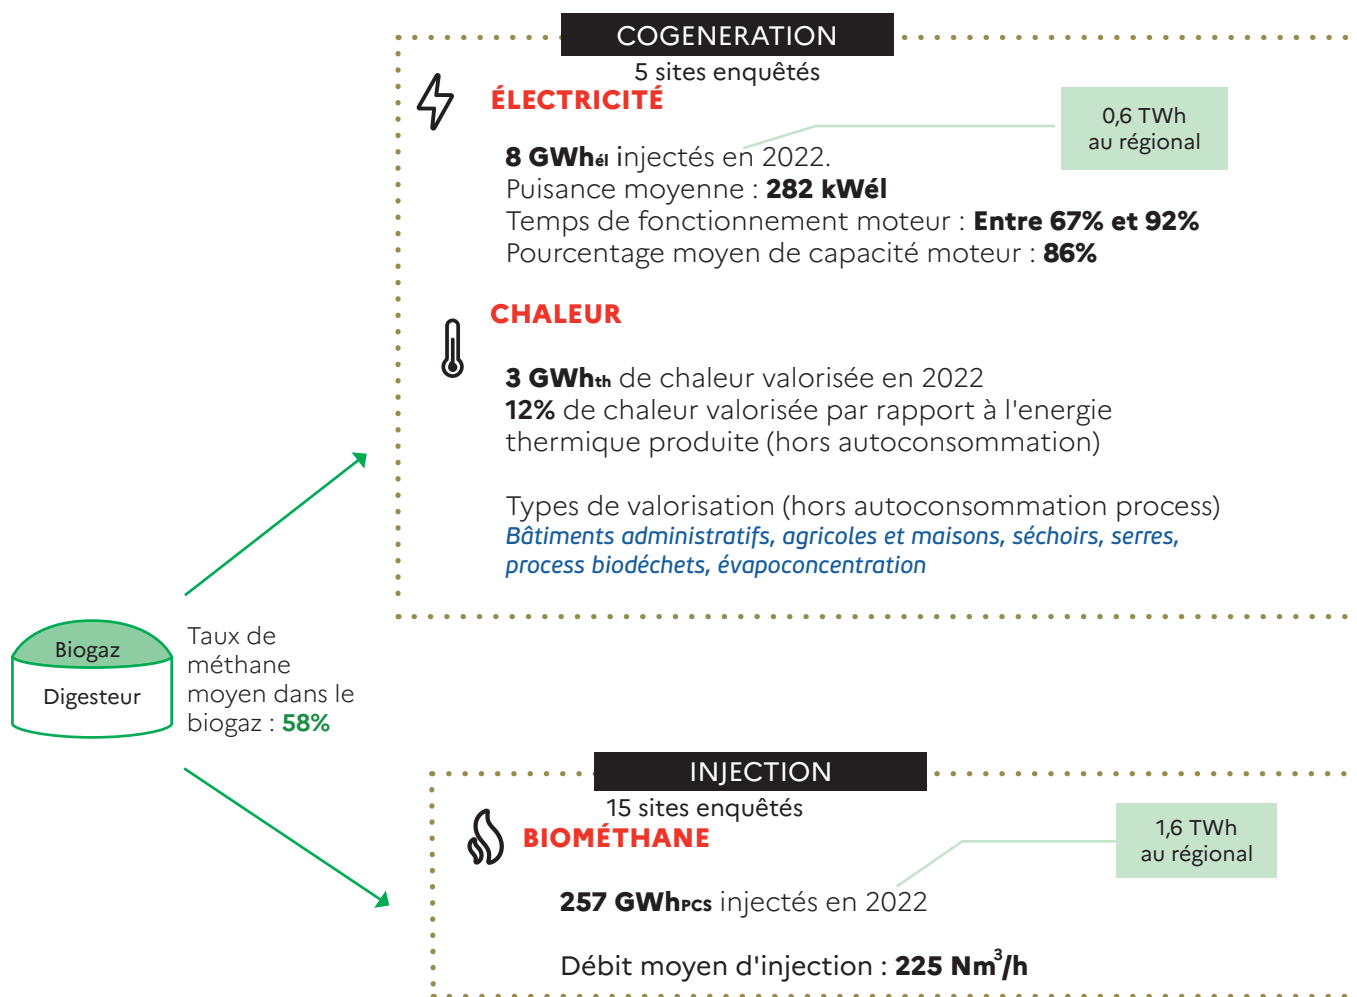 COGENERATION
5 sites enquêtés
ÉLECTRICITÉ
0,6 TWh
au régional
8 GWhél injectés en 2022.
Puisance moyenne : 282 kWél
Temps de fonctionnement moteur : Entre 67% et 92%
Pourcentage moyen de capacité moteur : 86%
CHALEUR
3 GWhth de chaleur valorisée en 2022
12% de chaleur valorisée par rapport à l'energie
thermique produite (hors autoconsommation)
Types de valorisation (hors autoconsommation process)
Bâtiments administratifs, agricoles et maisons, séchoirs, serres,
process biodéchets, évapoconcentration
Biogaz
Digesteur
Taux de
méthane
moyen dans le
biogaz : 58%
INJECTION
15 sites enquêtés
BIOMÉTHANE
1,6 TWh
au régional
257 GWhPCS injectés en 2022
Débit moyen d'injection : 225 Nm³/h